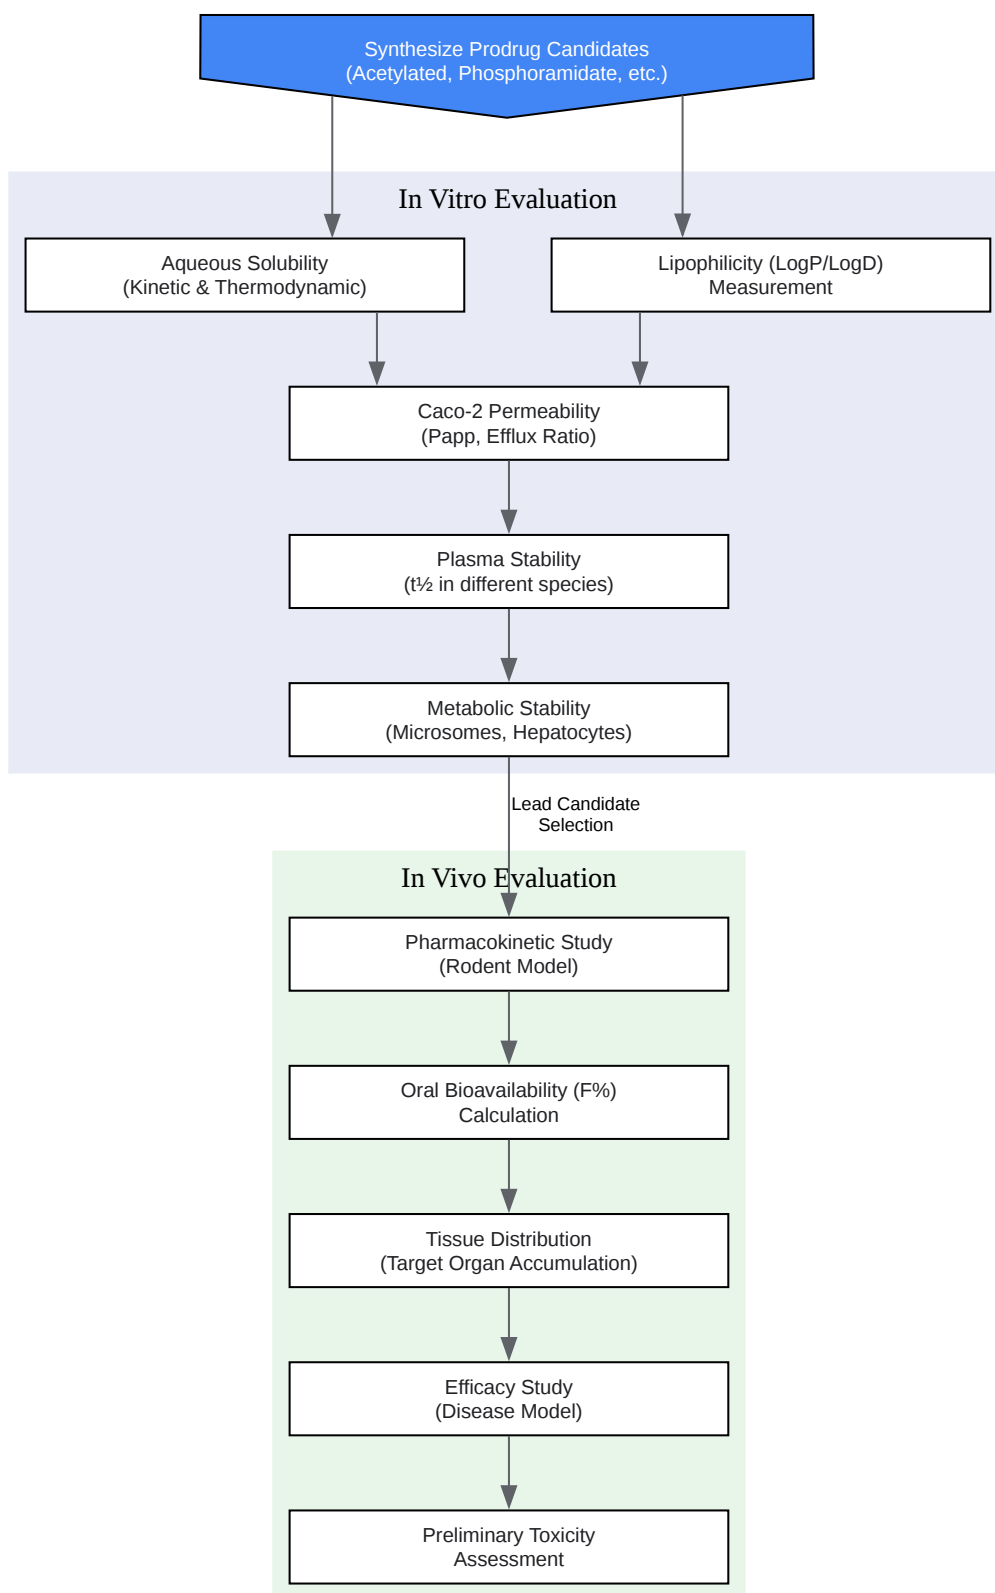 Synthesize Prodrug Candidates
(Acetylated, Phosphoramidate, etc.)
In Vitro Evaluation
Aqueous Solubility
(Kinetic & Thermodynamic)
Lipophilicity (LogP/LogD)
Measurement
Caco-2 Permeability
(Papp, Efflux Ratio)
Plasma Stability
(t½ in different species)
Metabolic Stability
(Microsomes, Hepatocytes)
Lead Candidate
Selection
In Vivo Evaluation
Pharmacokinetic Study
(Rodent Model)
Oral Bioavailability (F%)
Calculation
Tissue Distribution
(Target Organ Accumulation)
Efficacy Study
(Disease Model)
Preliminary Toxicity
Assessment